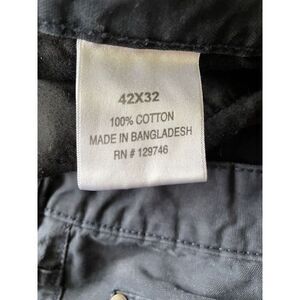 42X32
100% COTTON
MADE IN BANGLADESH
RN # 129746